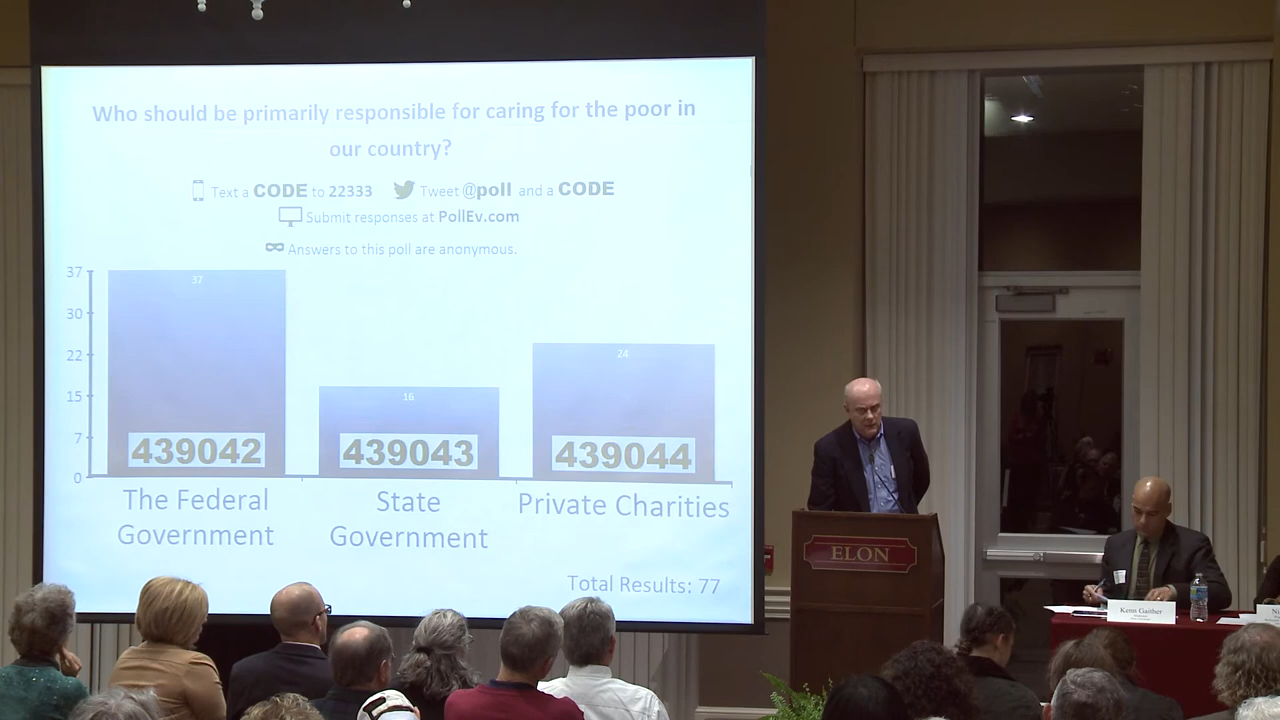 Who should be primarily responsible for caring for the poor in
our country?
Text a CODE to 22333 Tweet @poll and a CODE
Submit responses at PollEv.com
Answers to this poll are anonymous.
37
30
22
15
7
0
37
16
24
439042
439043
439044
The Federal
Government
State
Government
Private Charities
Total Results: 77
ELON
Kenn Gaither